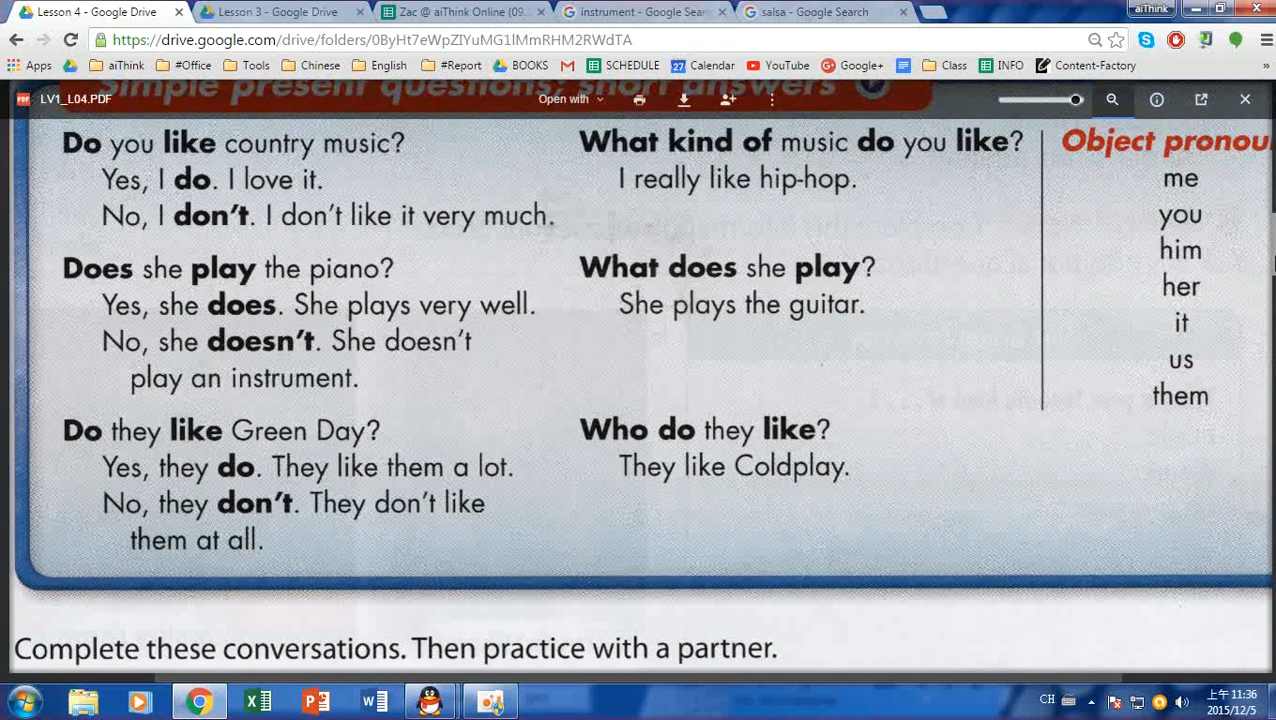 Lesson 4 - Google Drive
Lesson 3 - Google Drive
Zac @ aiThink Online (09.
instrument - Google Sear
salsa - Google Search
aiThink
https://drive.google.com/drive/folders/0ByHt7eWpZIYuMG1lMmRHM2RWdTA
Apps aiThink #Office Tools Chinese English #Report BOOKS SCHEDULE Calendar YouTube Google+ Class INFO Content-Factory »
Simple present questions; short answers
LV1_L04.PDF
Open with
Do you like country music?
Yes, I do. I love it.
No, I don't. I don't like it very much.
Does she play the piano?
Yes, she does. She plays very well.
No, she doesn't. She doesn't
play an instrument.
Do they like Green Day?
Yes, they do. They like them a lot.
No, they don't. They don't like
them at all.
What kind of music do you like?
I really like hip-hop.
What does she play?
She plays the guitar.
Who do they like?
They like Coldplay.
Object pronou
me
you
him
her
it
us
them
Complete these conversations. Then practice with a partner.
CH
上午 11:36
2015/12/5